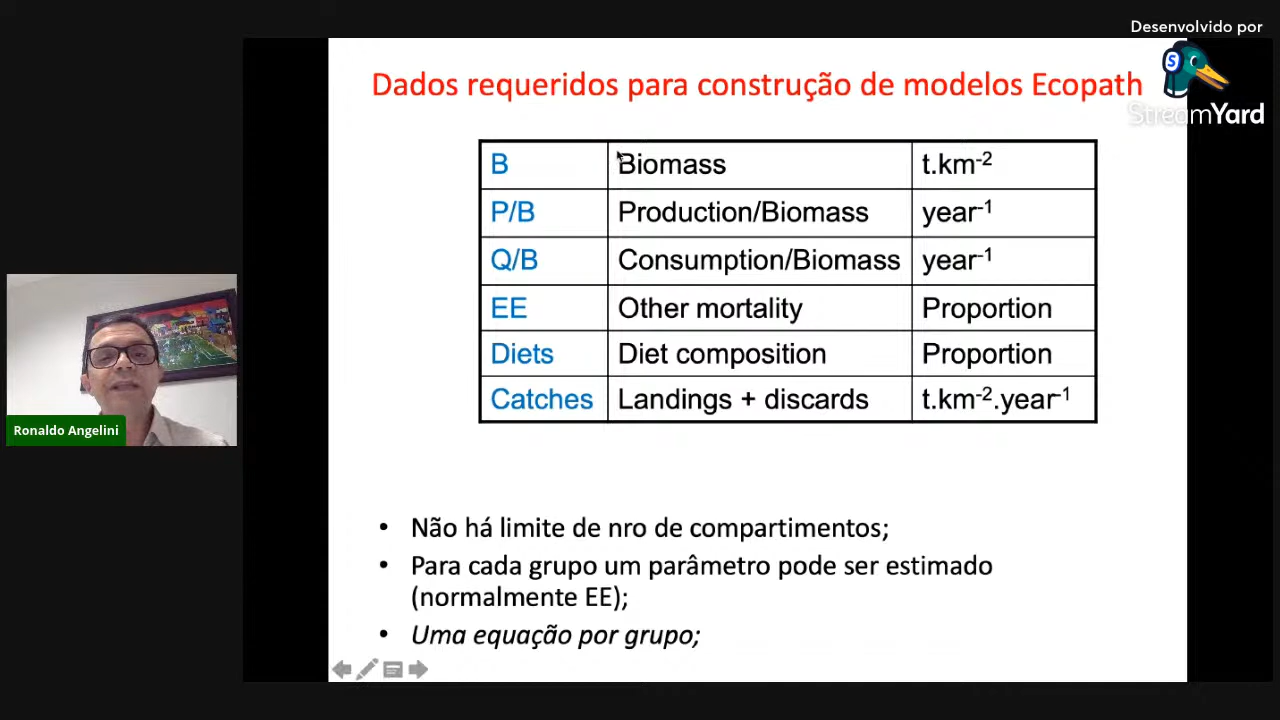 Desenvolvido por
S
StreamYard
Dados requeridos para construção de modelos Ecopath
B Biomass t.km-2
P/B Production/Biomass year-1
Q/B Consumption/Biomass year-1
EE Other mortality Proportion
Diets Diet composition Proportion
Catches Landings + discards t.km-2.year-1
Ronaldo Angelini
• Não há limite de nro de compartimentos;
• Para cada grupo um parâmetro pode ser estimado
(normalmente EE);
• Uma equação por grupo;